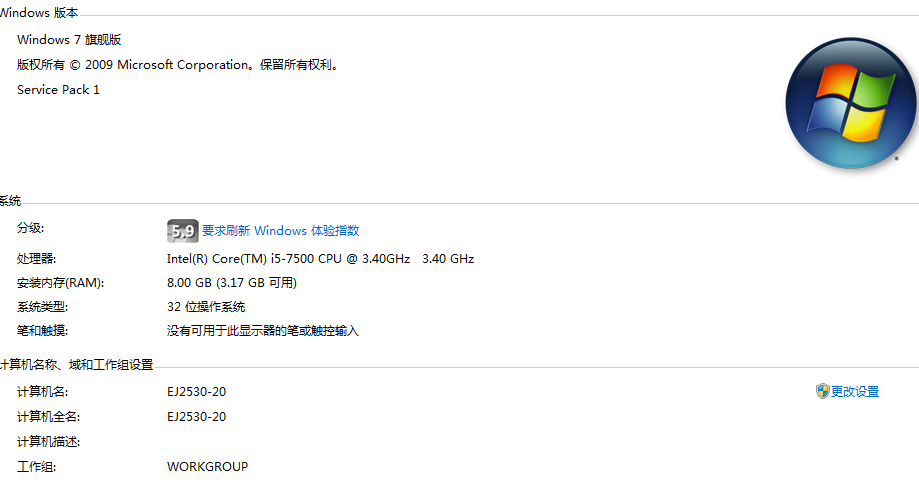 Windows 版本
Windows 7 旗舰版
版权所有 © 2009 Microsoft Corporation。保留所有权利。
Service Pack 1
系统
分级: 5.9 要求刷新 Windows 体验指数
处理器: Intel(R) Core(TM) i5-7500 CPU @ 3.40GHz 3.40 GHz
安装内存(RAM): 8.00 GB (3.17 GB 可用)
系统类型: 32 位操作系统
笔和触摸: 没有可用于此显示器的笔或触控输入
计算机名称、域和工作组设置
计算机名: EJ2530-20 更改设置
计算机全名: EJ2530-20
计算机描述:
工作组: WORKGROUP